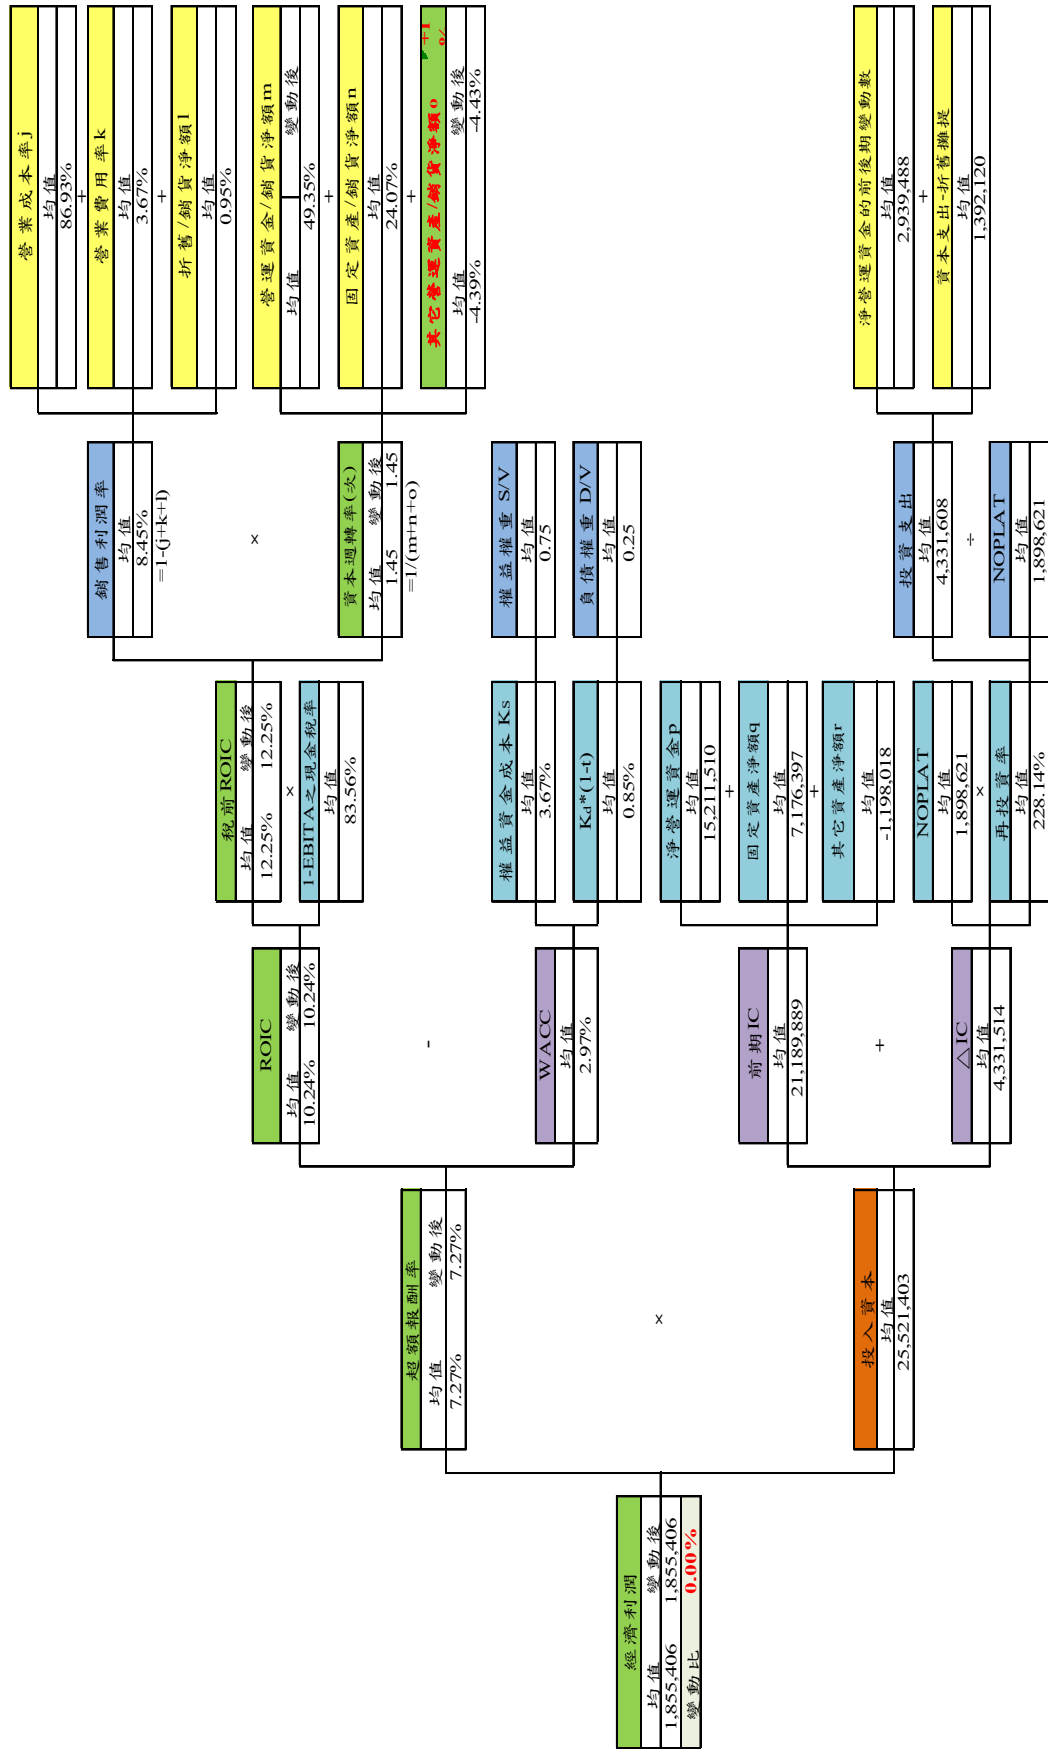 經濟利潤
均值 變動後
1,855,406 1,855,406
變動比 0.00%
超額報酬率
均值 變動後
7.27% 7.27%
×
投入資本
均值
25,521,403
ROIC
均值 變動後
10.24% 10.24%
-
WACC
均值
2.97%
前期IC
均值
21,189,889
+
△IC
均值
4,331,514
稅前ROIC
均值 變動後
12.25% 12.25%
×
1-EBITA之現金稅率
均值
83.56%
權益資金成本 Ks
均值
3.67%
Kd*(1-t)
均值
0.85%
淨營運資金p
均值
15,211,510
+
固定資產淨額q
均值
7,176,397
+
其它資產淨額r
均值
-1,198,018
NOPLAT
均值
1,898,621
×
再投資率
均值
228.14%
銷售利潤率
均值
8.45%
=1-(j+k+l)
×
資本週轉率(次)
均值 變動後
1.45 1.45
=1/(m+n+o)
權益權重 S/V
均值
0.75
負債權重 D/V
均值
0.25
投資支出
均值
4,331,608
÷
NOPLAT
均值
1,898,621
營業成本率j
均值
86.93%
+
營業費用率k
均值
3.67%
+
折舊/銷貨淨額l
均值
0.95%
營運資金/銷貨淨額m
均值 變動後
49.35%
+
固定資產/銷貨淨額n
均值
24.07%
+
其它營運資產/銷貨淨額o +1%
均值 變動後
-4.39% -4.43%
淨營運資金的前後期變動數
均值
2,939,488
+
資本支出-折舊攤提
均值
1,392,120